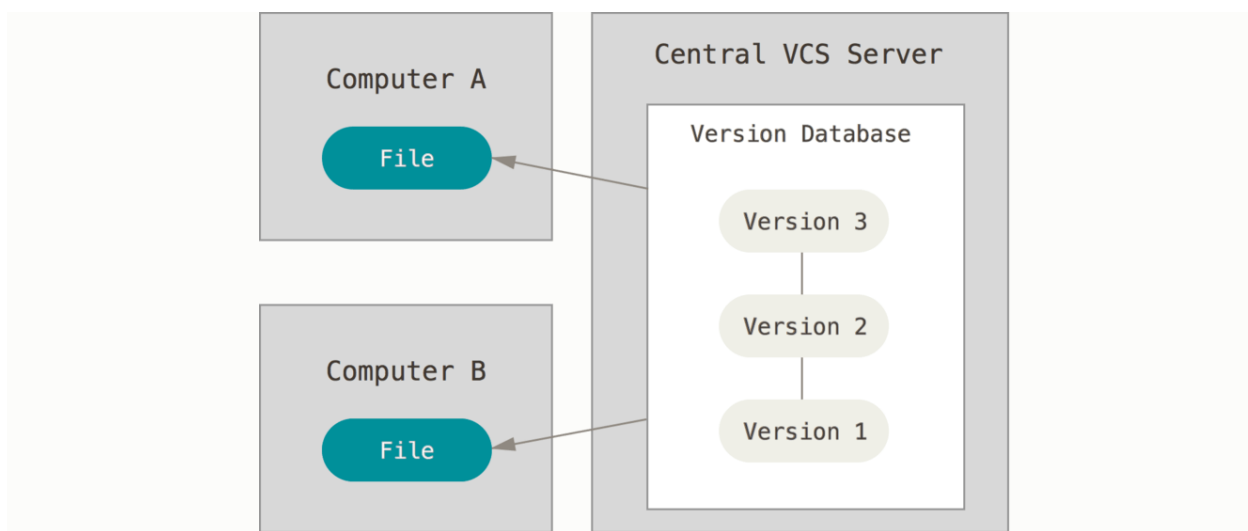 Computer A
File
Computer B
File
Central VCS Server
Version Database
Version 3
Version 2
Version 1